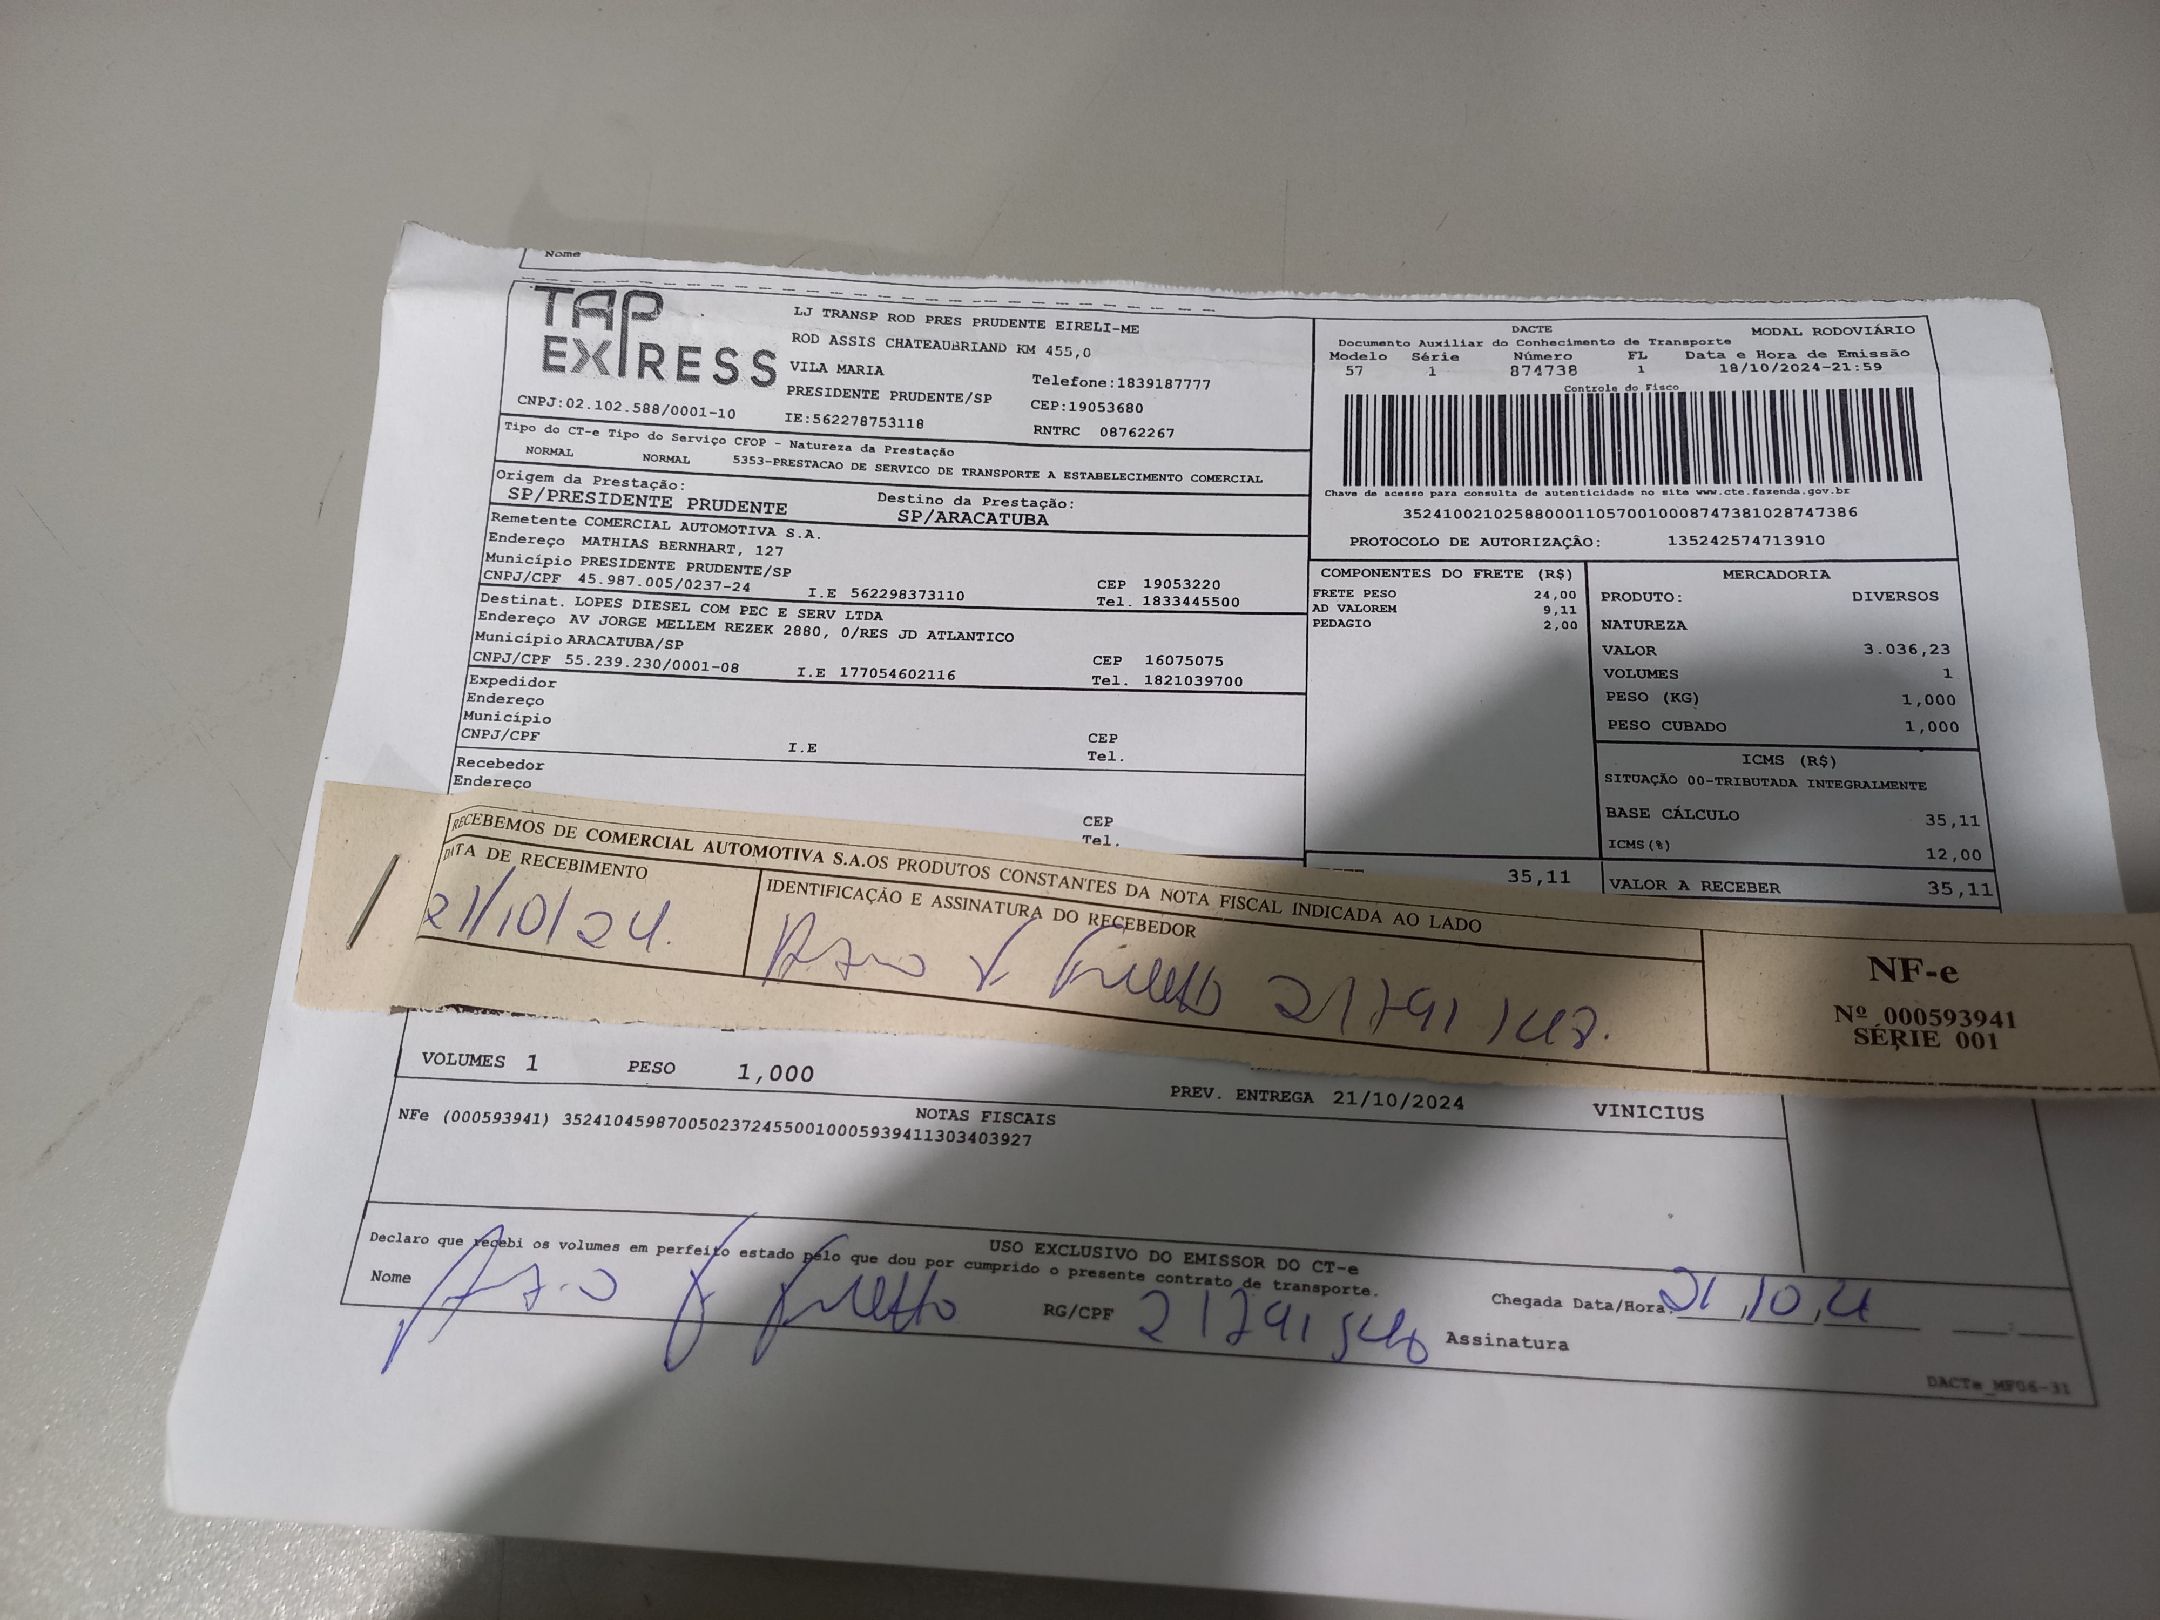 Nome
TAP EXPRESS
LJ TRANSP ROD PRES PRUDENTE EIRELI-ME
ROD ASSIS CHATEAUBRIAND KM 455,0
VILA MARIA
Telefone:1839187777
PRESIDENTE PRUDENTE/SP
CEP:19053680
CNPJ:02.102.588/0001-10
IE:562278753118
RNTRC 08762267
DACTE
MODAL RODOVIÁRIO
Documento Auxiliar do Conhecimento de Transporte
Modelo Série Número FL Data e Hora de Emissão
57 1 874738 1 18/10/2024-21:59
Controle do Fisco
Chave de acesso para consulta de autenticidade no site www.cte.fazenda.gov.br
35241002102588000110570010008747381028747386
PROTOCOLO DE AUTORIZAÇÃO: 135242574713910
Tipo do CT-e Tipo do Serviço CFOP - Natureza da Prestação
NORMAL NORMAL 5353-PRESTACAO DE SERVICO DE TRANSPORTE A ESTABELECIMENTO COMERCIAL
Origem da Prestação:
SP/PRESIDENTE PRUDENTE
Destino da Prestação:
SP/ARACATUBA
Remetente COMERCIAL AUTOMOTIVA S.A.
Endereço MATHIAS BERNHART, 127
Município PRESIDENTE PRUDENTE/SP
CEP 19053220
CNPJ/CPF 45.987.005/0237-24 I.E 562298373110 Tel. 1833445500
Destinat. LOPES DIESEL COM PEC E SERV LTDA
Endereço AV JORGE MELLEM REZEK 2880, 0/RES JD ATLANTICO
Município ARACATUBA/SP
CEP 16075075
CNPJ/CPF 55.239.230/0001-08 I.E 177054602116 Tel. 1821039700
Expedidor
Endereço
Município
CEP
CNPJ/CPF I.E Tel.
Recebedor
Endereço
CEP
Tel.
COMPONENTES DO FRETE (R$)
FRETE PESO 24,00
AD VALOREM 9,11
PEDAGIO 2,00
35,11
MERCADORIA
PRODUTO: DIVERSOS
NATUREZA
VALOR 3.036,23
VOLUMES 1
PESO (KG) 1,000
PESO CUBADO 1,000
ICMS (R$)
SITUAÇÃO 00-TRIBUTADA INTEGRALMENTE
BASE CÁLCULO 35,11
ICMS(%) 12,00
VALOR A RECEBER 35,11
RECEBEMOS DE COMERCIAL AUTOMOTIVA S.A.OS PRODUTOS CONSTANTES DA NOTA FISCAL INDICADA AO LADO
DATA DE RECEBIMENTO
21/10/24.
IDENTIFICAÇÃO E ASSINATURA DO RECEBEDOR
NF-e
Nº 000593941
SÉRIE 001
VOLUMES 1 PESO 1,000
PREV. ENTREGA 21/10/2024 VINICIUS
NOTAS FISCAIS
NFe (000593941) 35241045987005023724550010005939411303403927
USO EXCLUSIVO DO EMISSOR DO CT-e
Declaro que recebi os volumes em perfeito estado pelo que dou por cumprido o presente contrato de transporte.
Nome
RG/CPF
Chegada Data/Hora
Assinatura
DACTe_MF06-31